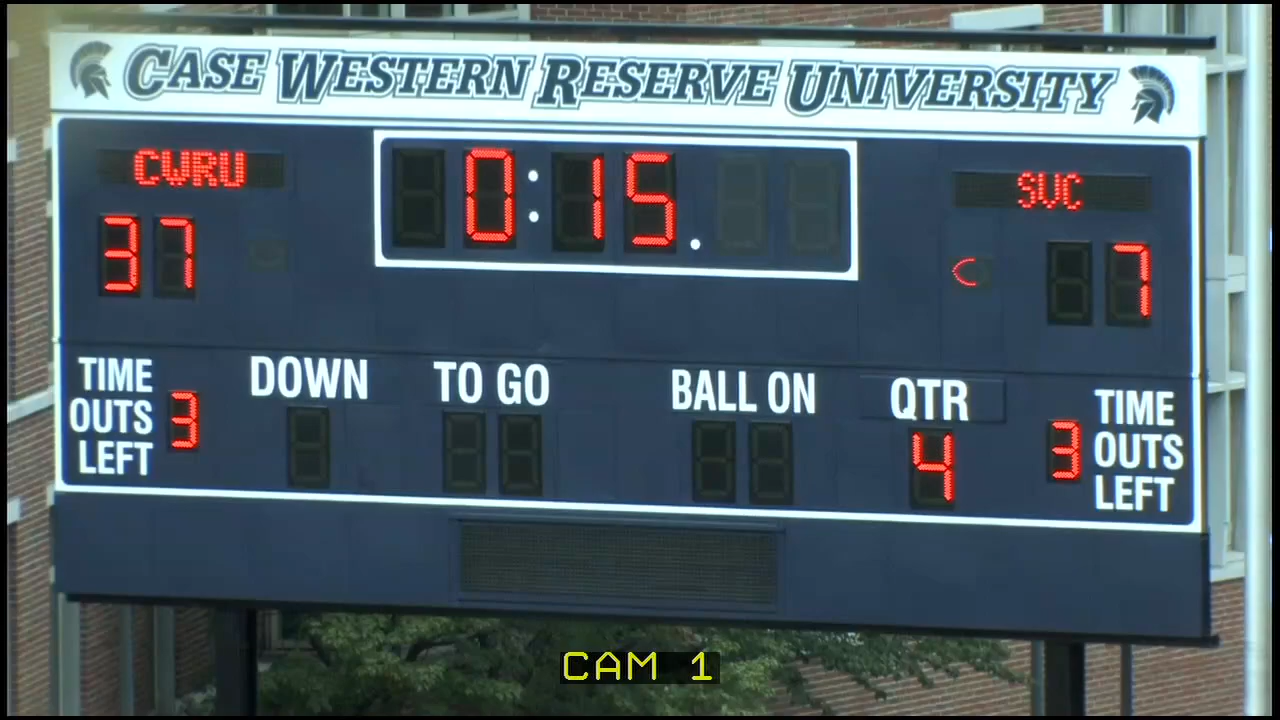 CASE WESTERN RESERVE UNIVERSITY
CWRU 0:15. SVC
37 7
TIME OUTS LEFT 3
DOWN
TO GO
BALL ON
QTR 4
3 TIME OUTS LEFT
CAM 1